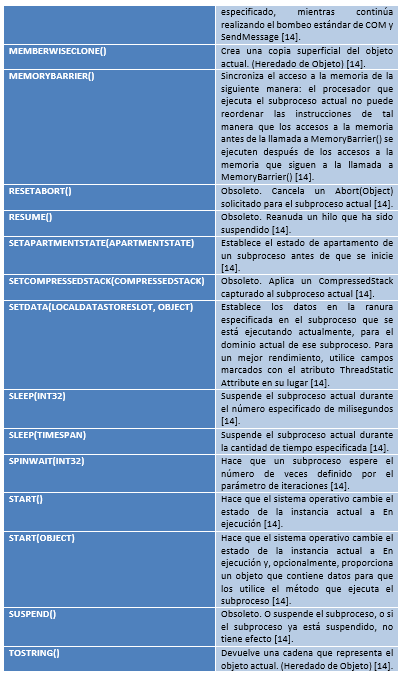 especificado, mientras continúa
realizando el bombeo estándar de COM y
SendMessage [14].
MEMBERWISECLONE()
Crea una copia superficial del objeto
actual. (Heredado de Objeto) [14].
MEMORYBARRIER()
Sincroniza el acceso a la memoria de la
siguiente manera: el procesador que
ejecuta el subproceso actual no puede
reordenar las instrucciones de tal
manera que los accesos a la memoria
antes de la llamada a MemoryBarrier() se
ejecuten después de los accesos a la
memoria que siguen a la llamada a
MemoryBarrier() [14].
RESETABORT()
Obsoleto. Cancela un Abort(Object)
solicitado para el subproceso actual [14].
RESUME()
Obsoleto. Reanuda un hilo que ha sido
suspendido [14].
SETAPARTMENTSTATE(APARTMENTSTATE)
Establece el estado de apartamento de
un subproceso antes de que se inicie
[14].
SETCOMPRESSEDSTACK(COMPRESSEDSTACK)
Obsoleto. Aplica un CompressedStack
capturado al subproceso actual [14].
SETDATA(LOCALDATASTORESLOT, OBJECT)
Establece los datos en la ranura
especificada en el subproceso que se
está ejecutando actualmente, para el
dominio actual de ese subproceso. Para
un mejor rendimiento, utilice campos
marcados con el atributo ThreadStatic
Attribute en su lugar [14].
SLEEP(INT32)
Suspende el subproceso actual durante
el número especificado de milisegundos
[14].
SLEEP(TIMESPAN)
Suspende el subproceso actual durante
la cantidad de tiempo especificada [14].
SPINWAIT(INT32)
Hace que un subproceso espere el
número de veces definido por el
parámetro de iteraciones [14].
START()
Hace que el sistema operativo cambie el
estado de la instancia actual a En
ejecución [14].
START(OBJECT)
Hace que el sistema operativo cambie el
estado de la instancia actual a En
ejecución y, opcionalmente, proporciona
un objeto que contiene datos para que
los utilice el método que ejecuta el
subproceso [14].
SUSPEND()
Obsoleto. O suspende el subproceso, o si
el subproceso ya está suspendido, no
tiene efecto [14].
TOSTRING()
Devuelve una cadena que representa el
objeto actual. (Heredado de Objeto) [14].